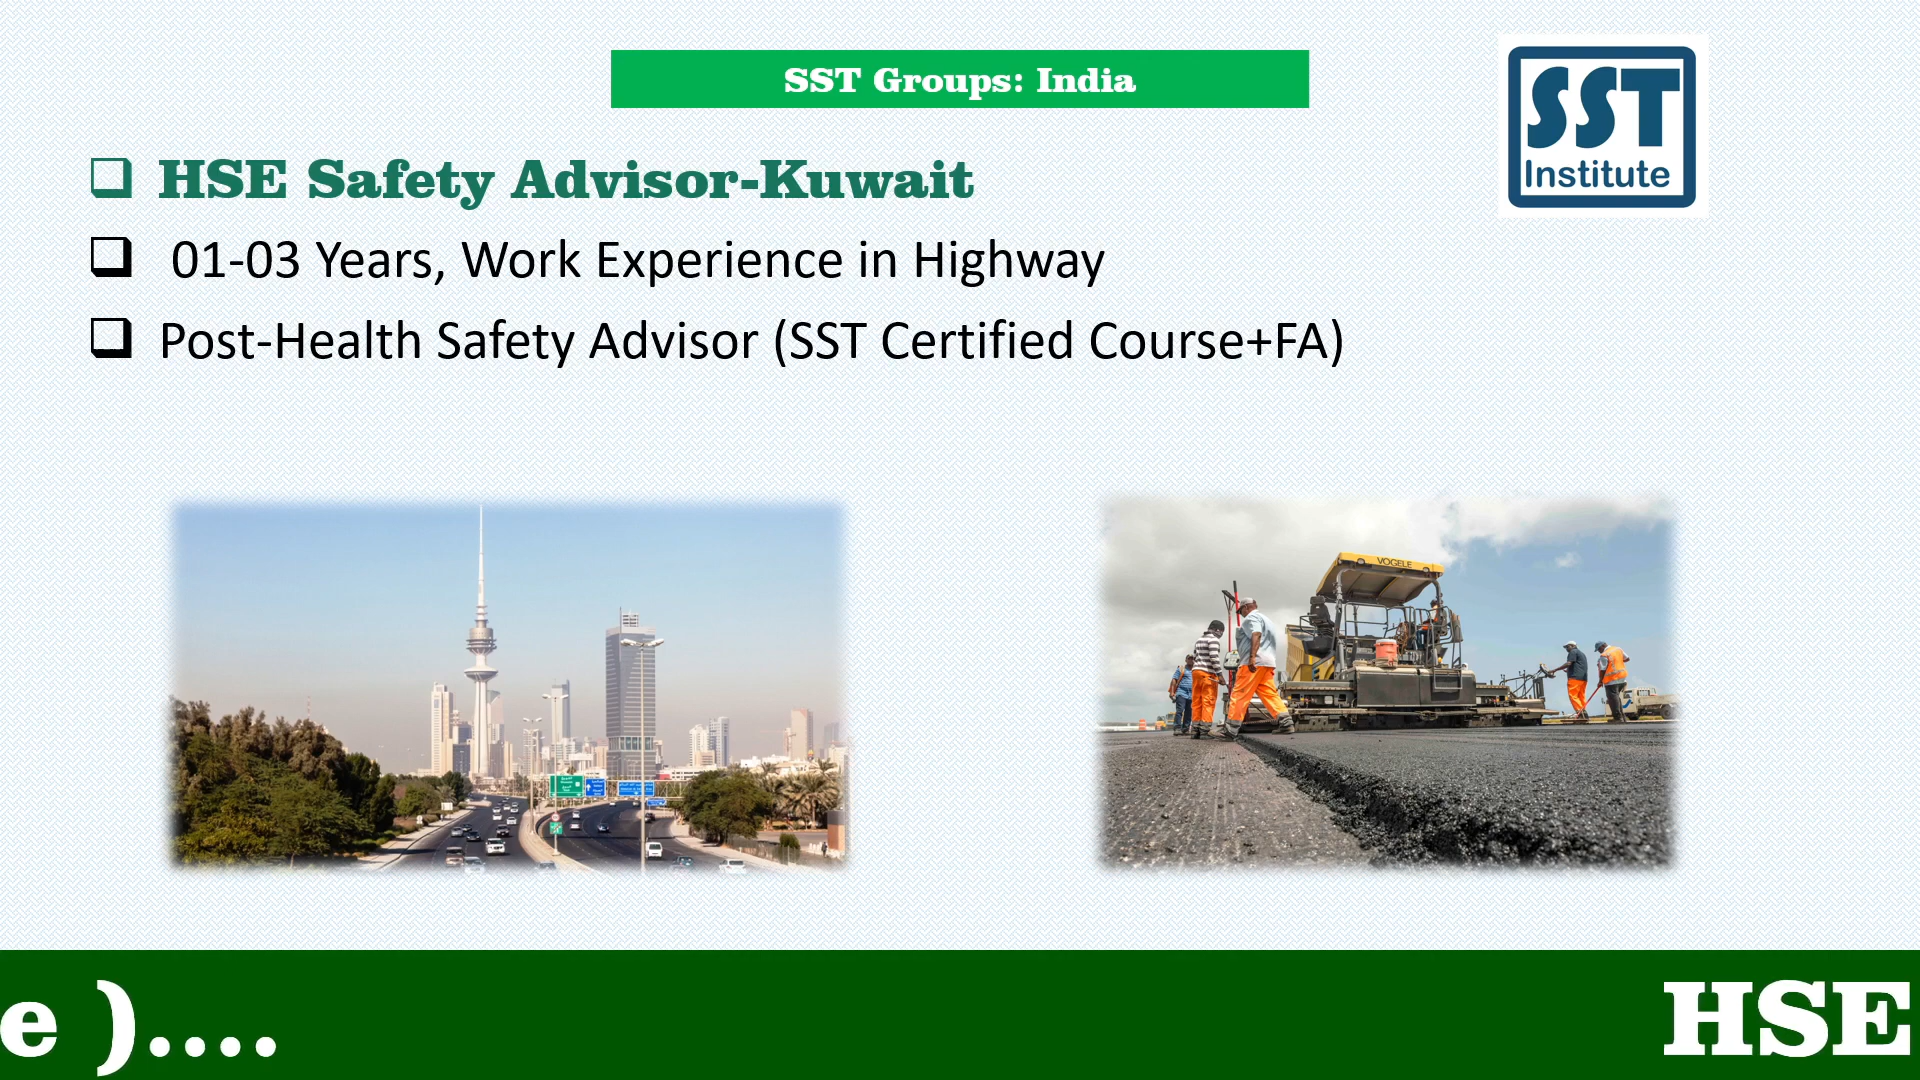 SST Groups: India
SST
Institute
HSE Safety Advisor-Kuwait
01-03 Years, Work Experience in Highway
Post-Health Safety Advisor (SST Certified Course+FA)
VOGELE
e )....
HSE